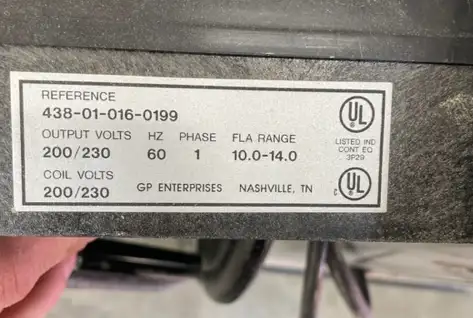 REFERENCE
438-01-016-0199
OUTPUT VOLTS HZ PHASE FLA RANGE
200/230 60 1 10.0-14.0
COIL VOLTS
200/230 GP ENTERPRISES NASHVILLE, TN
UL
LISTED IND
CONT EQ
3P29
C UL